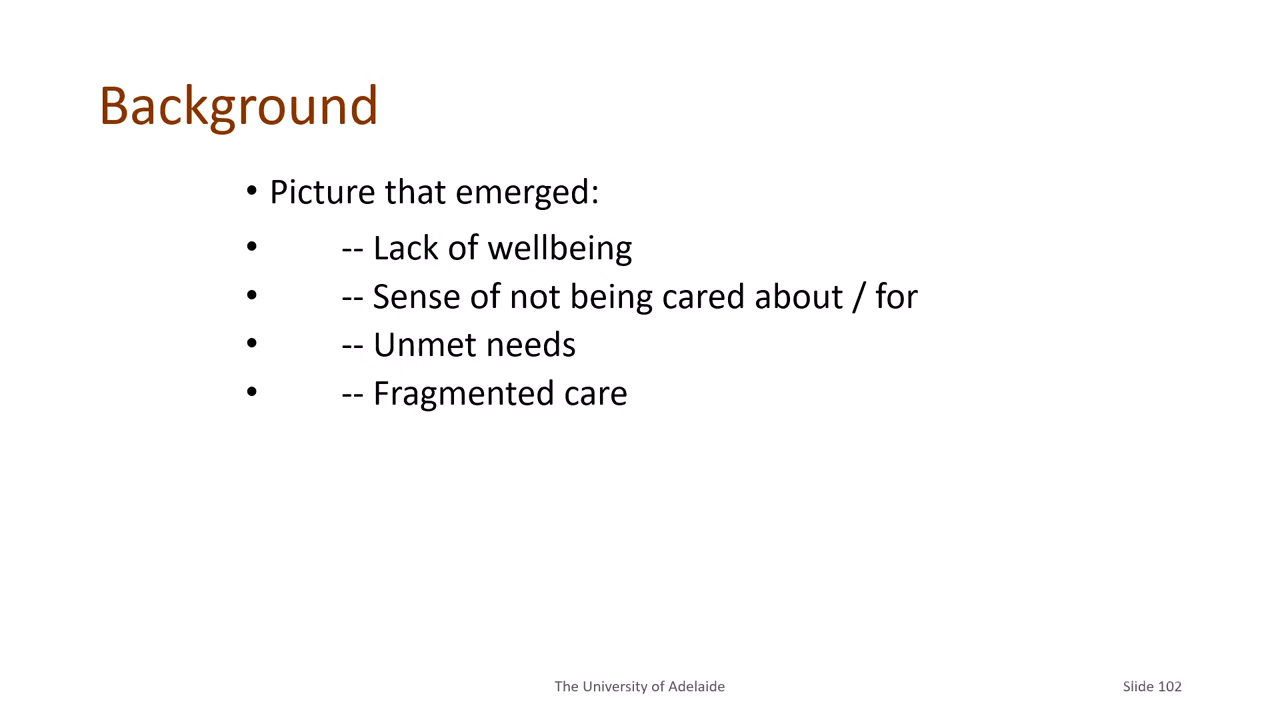 Background
• Picture that emerged:
• -- Lack of wellbeing
• -- Sense of not being cared about / for
• -- Unmet needs
• -- Fragmented care
The University of Adelaide
Slide 102